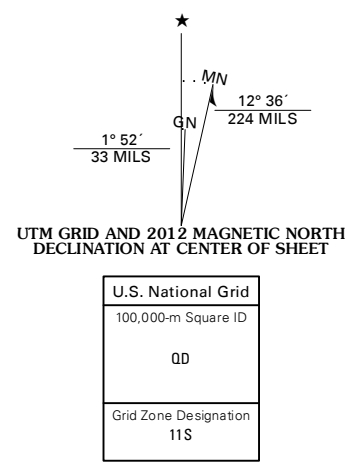 ★
MN
GN
12° 36´
224 MILS
1° 52´
33 MILS
UTM GRID AND 2012 MAGNETIC NORTH
DECLINATION AT CENTER OF SHEET
U.S. National Grid
100,000-m Square ID
QD
Grid Zone Designation
11S